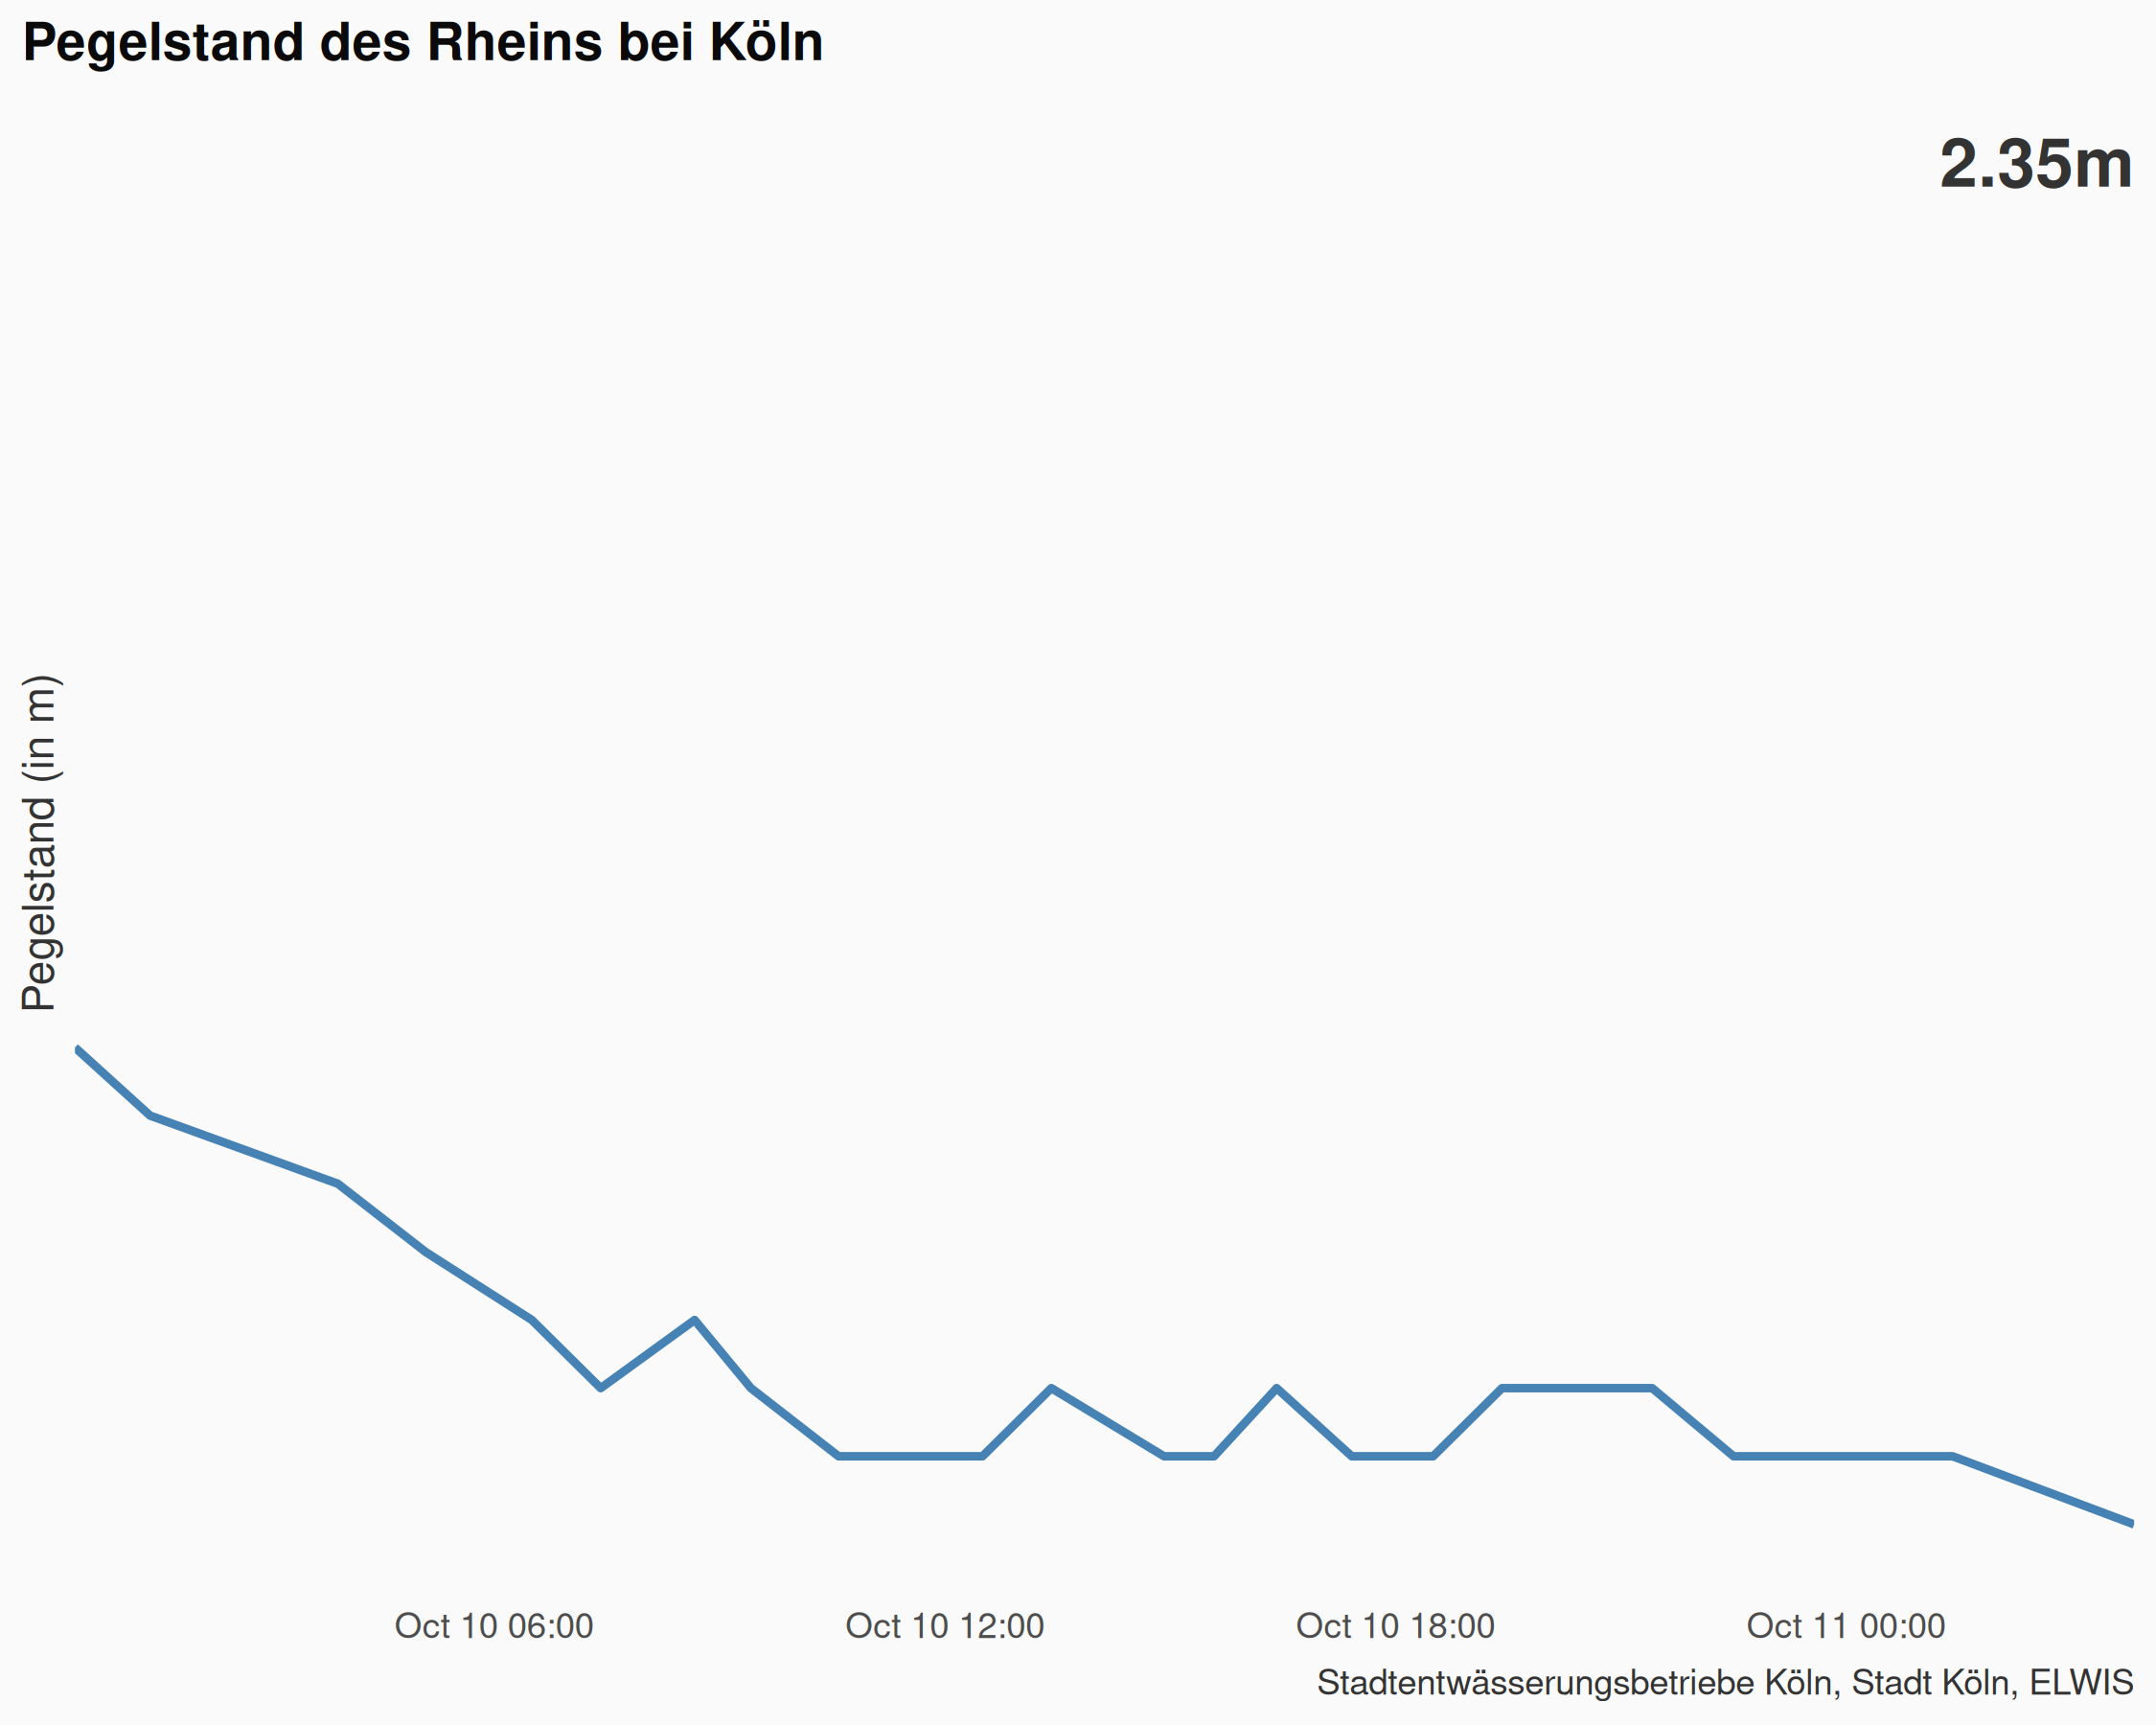 Pegelstand des Rheins bei Köln
2.35m
Pegelstand (in m)
Oct 10 06:00
Oct 10 12:00
Oct 10 18:00
Oct 11 00:00
Stadtentwässerungsbetriebe Köln, Stadt Köln, ELWIS